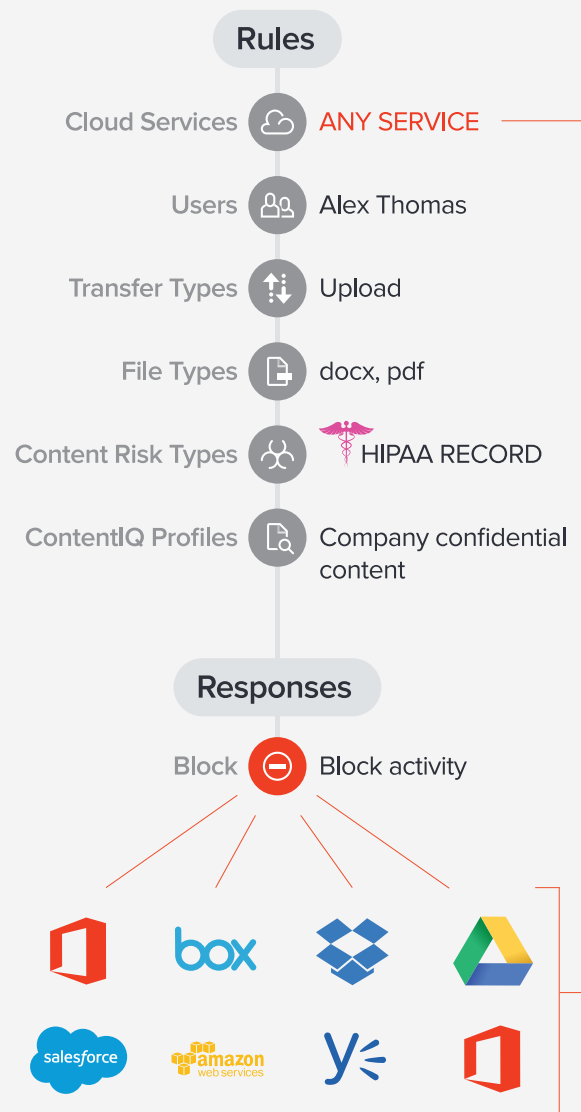 Rules
Cloud Services ANY SERVICE
Users Alex Thomas
Transfer Types Upload
File Types docx, pdf
Content Risk Types HIPAA RECORD
ContentIQ Profiles Company confidential
content
Responses
Block Block activity
box
salesforce amazon
web services